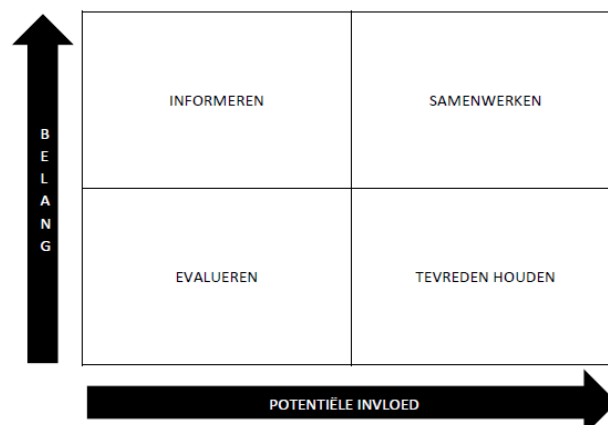 INFORMEREN
SAMENWERKEN
BELANG
EVALUEREN
TEVREDEN HOUDEN
POTENTIËLE INVLOED